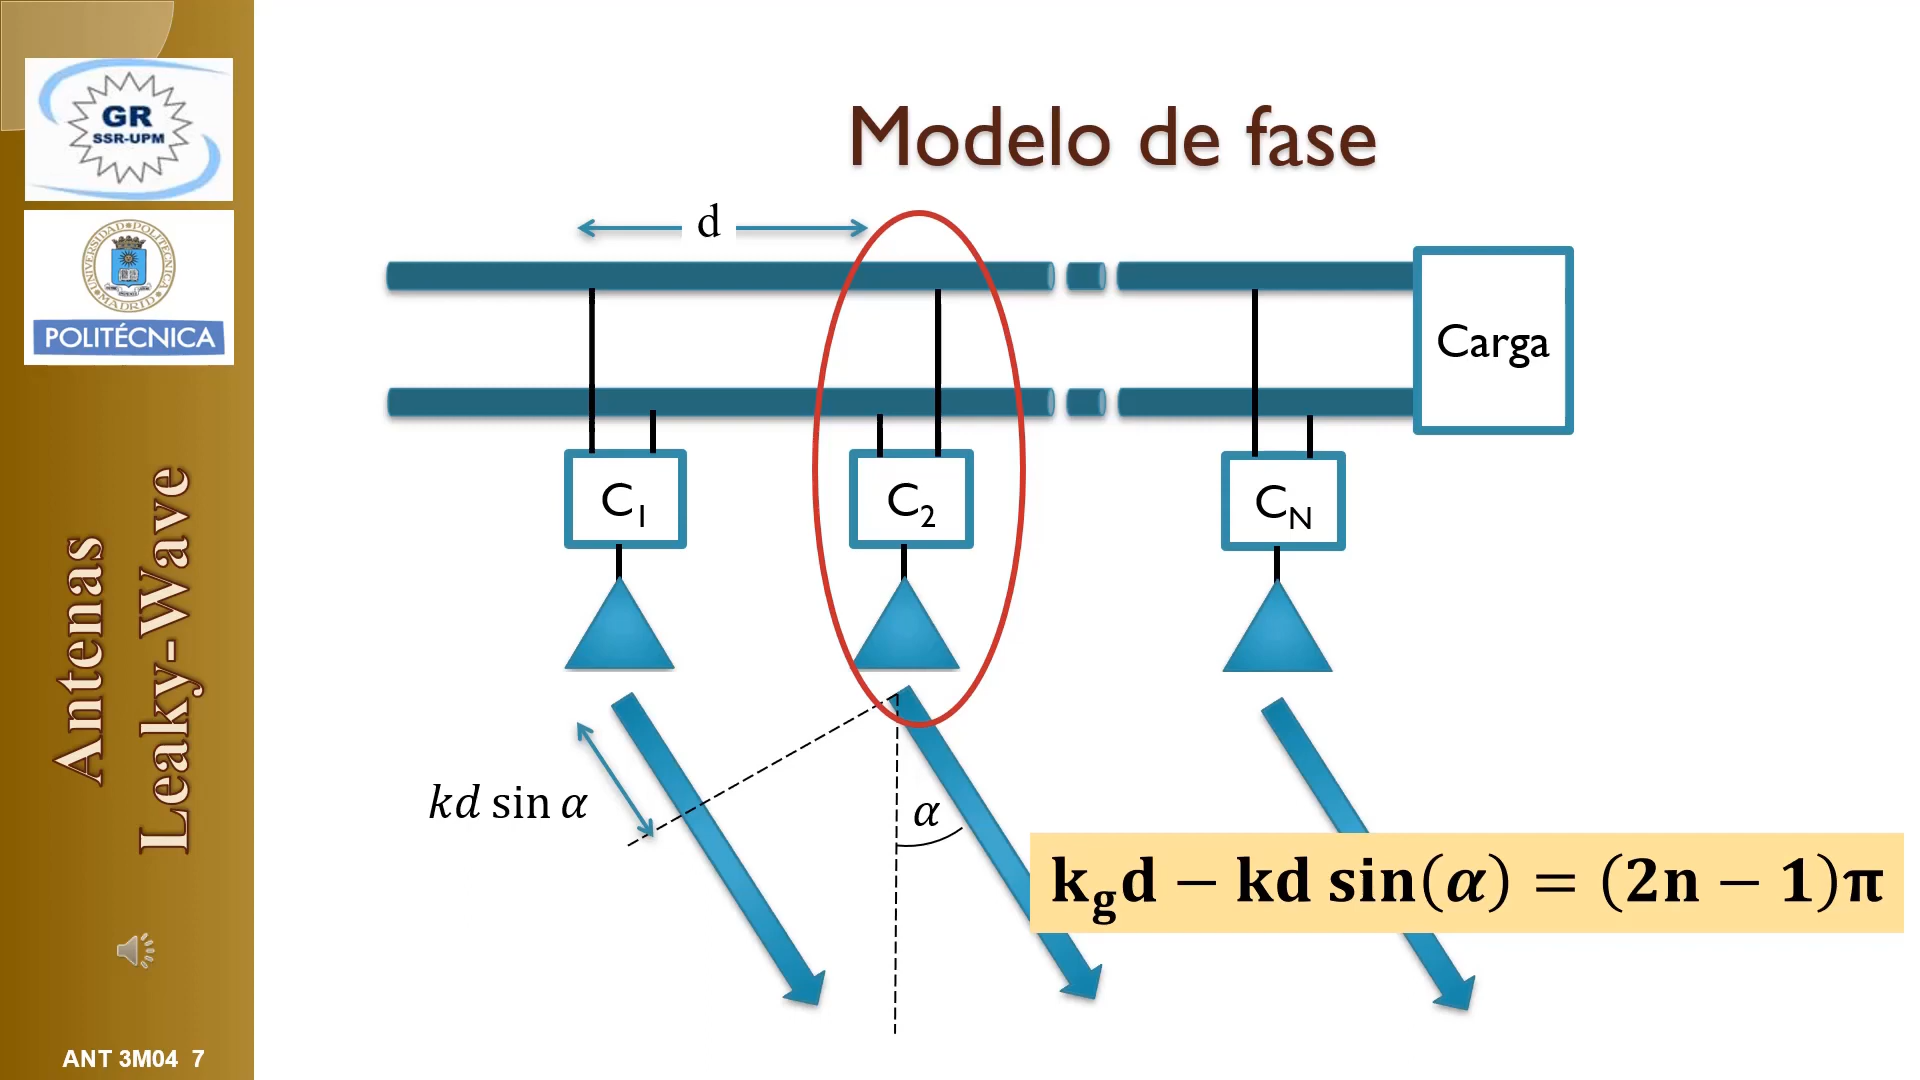 GR
SSR-UPM
UNIVERSIDAD POLITÉCNICA
MADRID
POLITÉCNICA
Antenas
Leaky-Wave
ANT 3M04 7
Modelo de fase
d
Carga
C₁
C₂
C_N
kd sin α
α
k_g d − kd sin(α) = (2n − 1)π